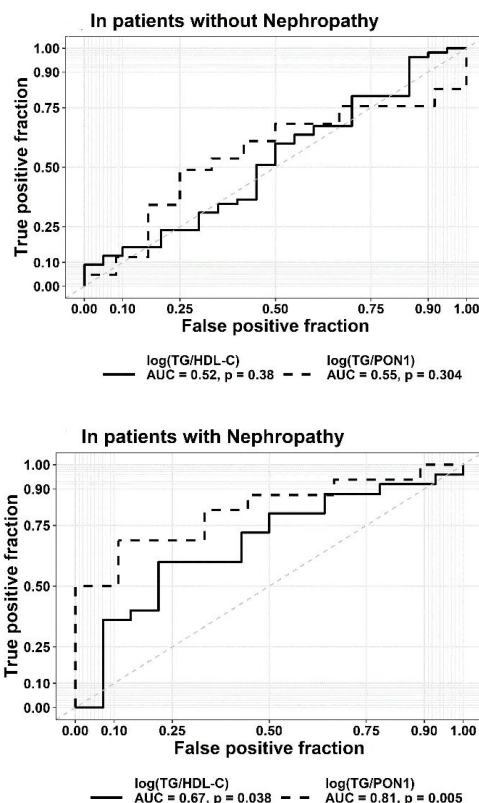 In patients without Nephropathy
1.00
0.90
0.75
0.50
0.25
0.10
0.00
True positive fraction
0.00 0.10 0.25 0.50 0.75 0.90 1.00
False positive fraction
log(TG/HDL-C) log(TG/PON1)
AUC = 0.52, p = 0.38 AUC = 0.55, p = 0.304
In patients with Nephropathy
1.00
0.90
0.75
0.50
0.25
0.10
0.00
True positive fraction
0.00 0.10 0.25 0.50 0.75 0.90 1.00
False positive fraction
log(TG/HDL-C) log(TG/PON1)
AUC = 0.67, p = 0.038 AUC = 0.81, p = 0.005